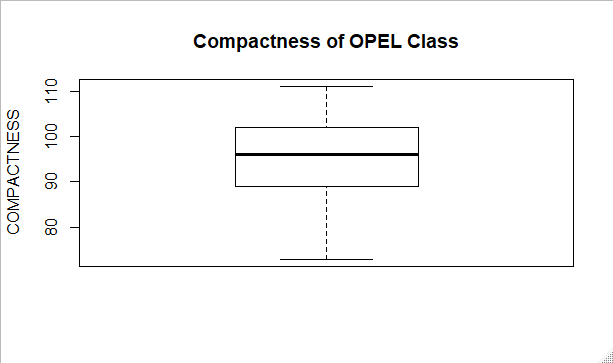 Compactness of OPEL Class
COMPACTNESS
110
100
90
80